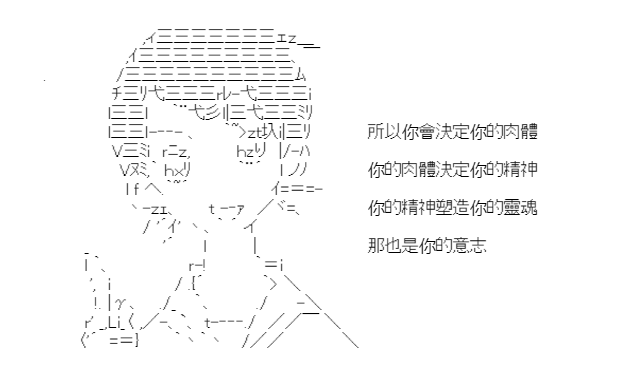 所以你會決定你的肉體
你的肉體決定你的精神
你的精神塑造你的靈魂
那也是你的意志